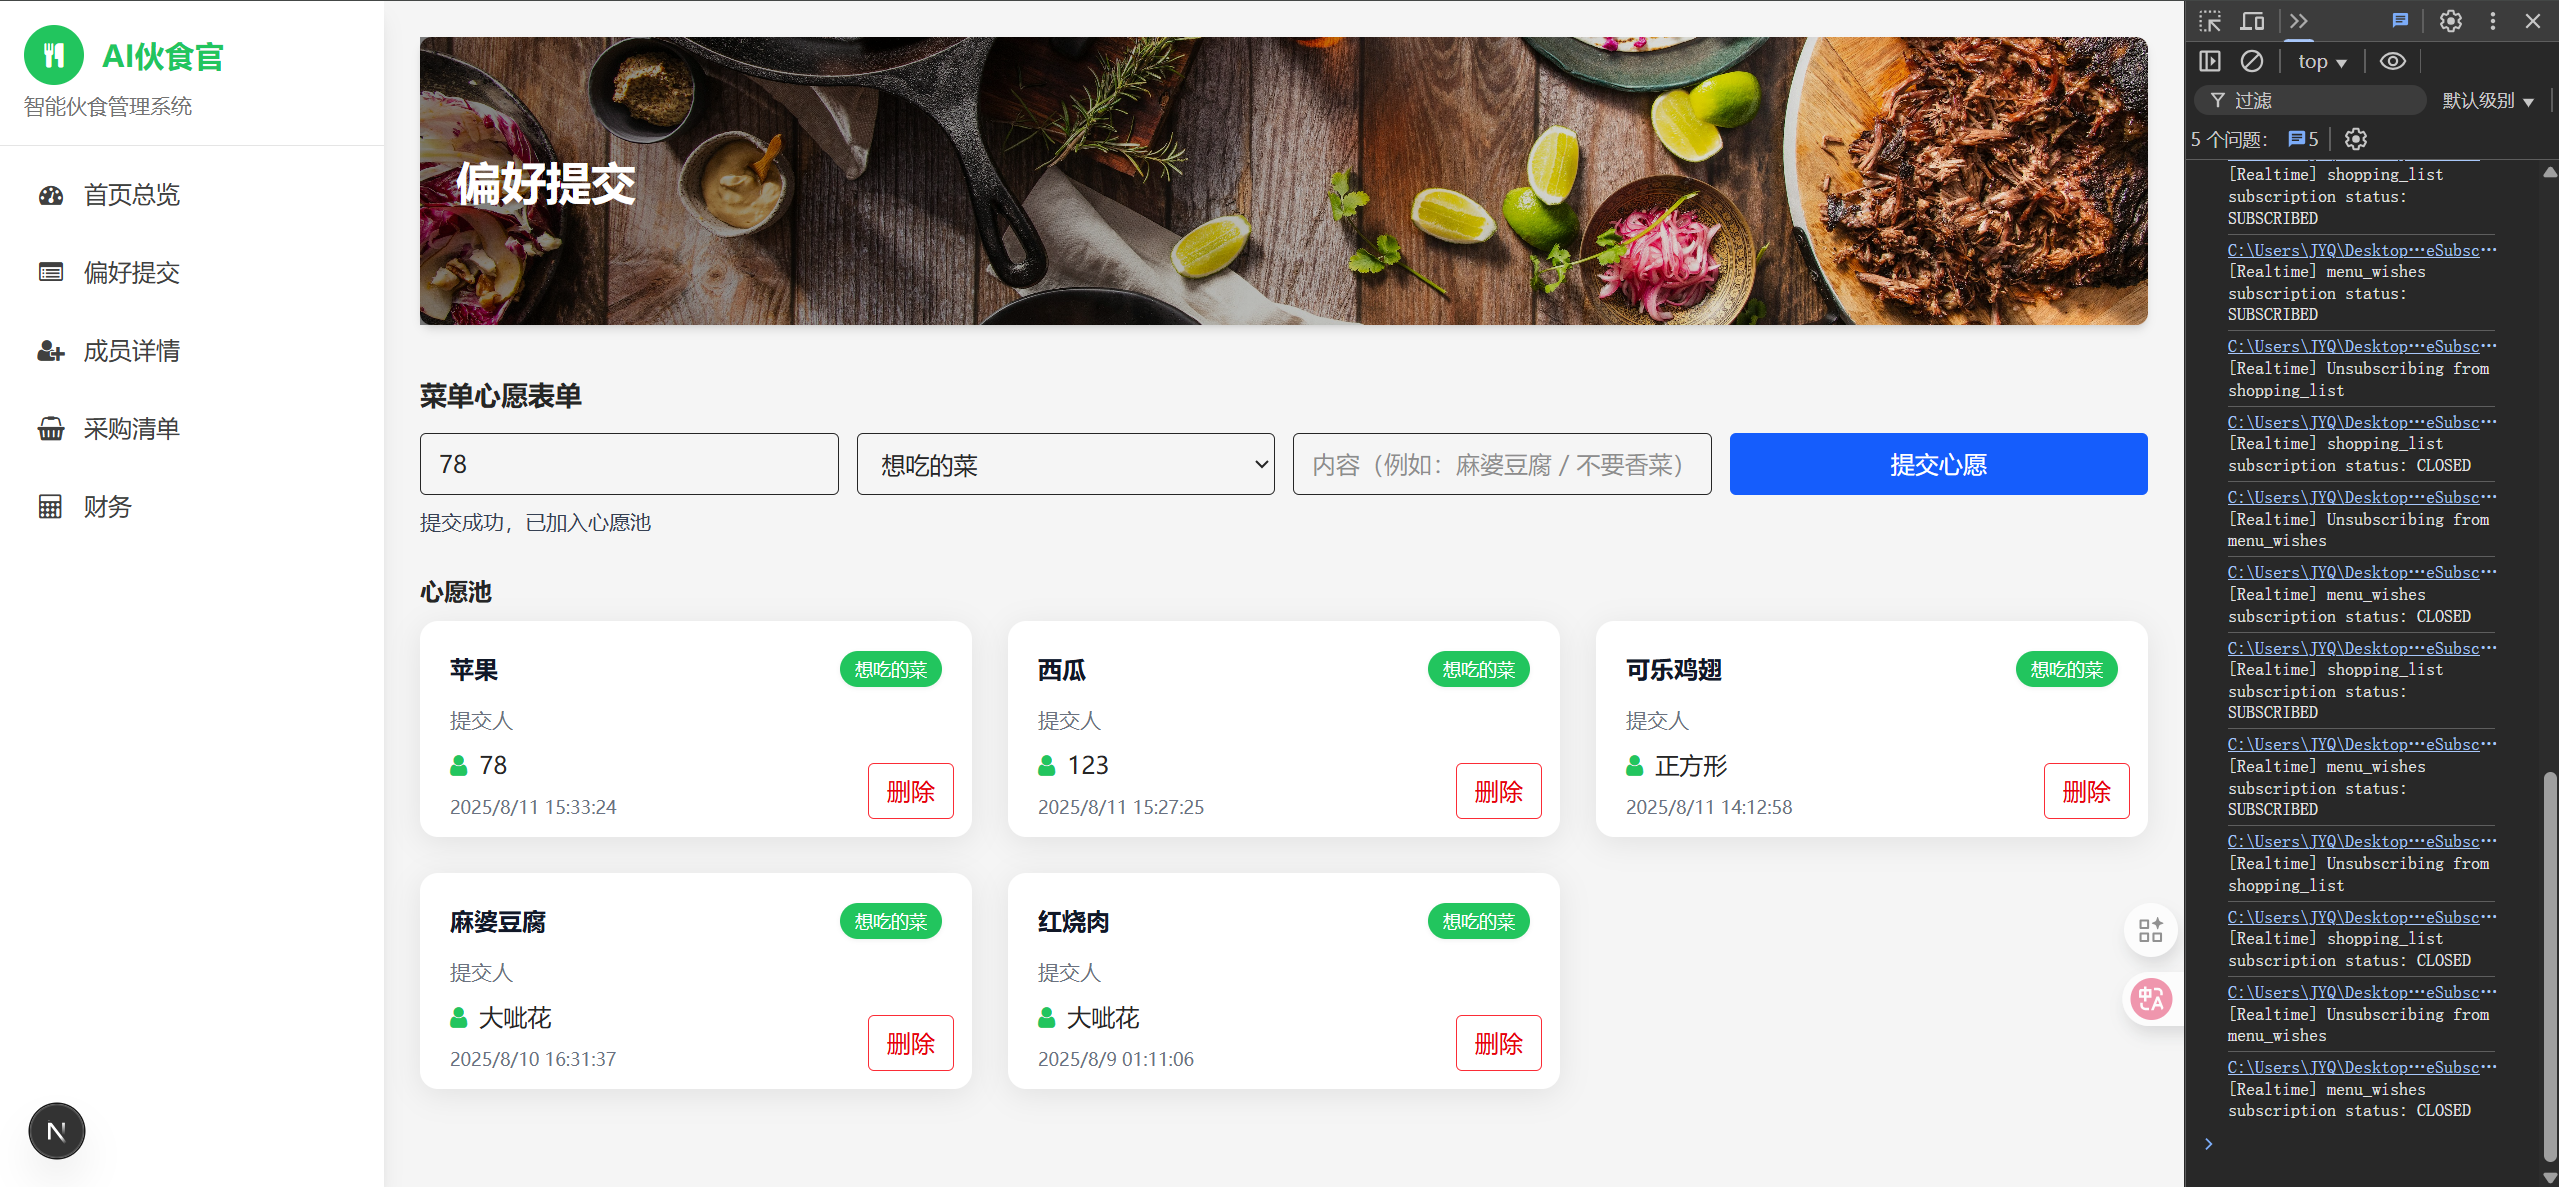 AI伙食官
智能伙食管理系统
首页总览
偏好提交
成员详情
采购清单
财务
偏好提交
菜单心愿表单
78
想吃的菜
内容（例如：麻婆豆腐 / 不要香菜）
提交心愿
提交成功，已加入心愿池
心愿池
苹果
想吃的菜
提交人
78
2025/8/11 15:33:24
删除
西瓜
想吃的菜
提交人
123
2025/8/11 15:27:25
删除
可乐鸡翅
想吃的菜
提交人
正方形
2025/8/11 14:12:58
删除
麻婆豆腐
想吃的菜
提交人
大呲花
2025/8/10 16:31:37
删除
红烧肉
想吃的菜
提交人
大呲花
2025/8/9 01:11:06
删除
N
中A
top
过滤
默认级别
5 个问题：
5
[Realtime] shopping_list
subscription status:
SUBSCRIBED
C:\Users\JYQ\Desktop…eSubsc…
[Realtime] menu_wishes
subscription status:
SUBSCRIBED
C:\Users\JYQ\Desktop…eSubsc…
[Realtime] Unsubscribing from
shopping_list
C:\Users\JYQ\Desktop…eSubsc…
[Realtime] shopping_list
subscription status: CLOSED
C:\Users\JYQ\Desktop…eSubsc…
[Realtime] Unsubscribing from
menu_wishes
C:\Users\JYQ\Desktop…eSubsc…
[Realtime] menu_wishes
subscription status: CLOSED
C:\Users\JYQ\Desktop…eSubsc…
[Realtime] shopping_list
subscription status:
SUBSCRIBED
C:\Users\JYQ\Desktop…eSubsc…
[Realtime] menu_wishes
subscription status:
SUBSCRIBED
C:\Users\JYQ\Desktop…eSubsc…
[Realtime] Unsubscribing from
shopping_list
C:\Users\JYQ\Desktop…eSubsc…
[Realtime] shopping_list
subscription status: CLOSED
C:\Users\JYQ\Desktop…eSubsc…
[Realtime] Unsubscribing from
menu_wishes
C:\Users\JYQ\Desktop…eSubsc…
[Realtime] menu_wishes
subscription status: CLOSED